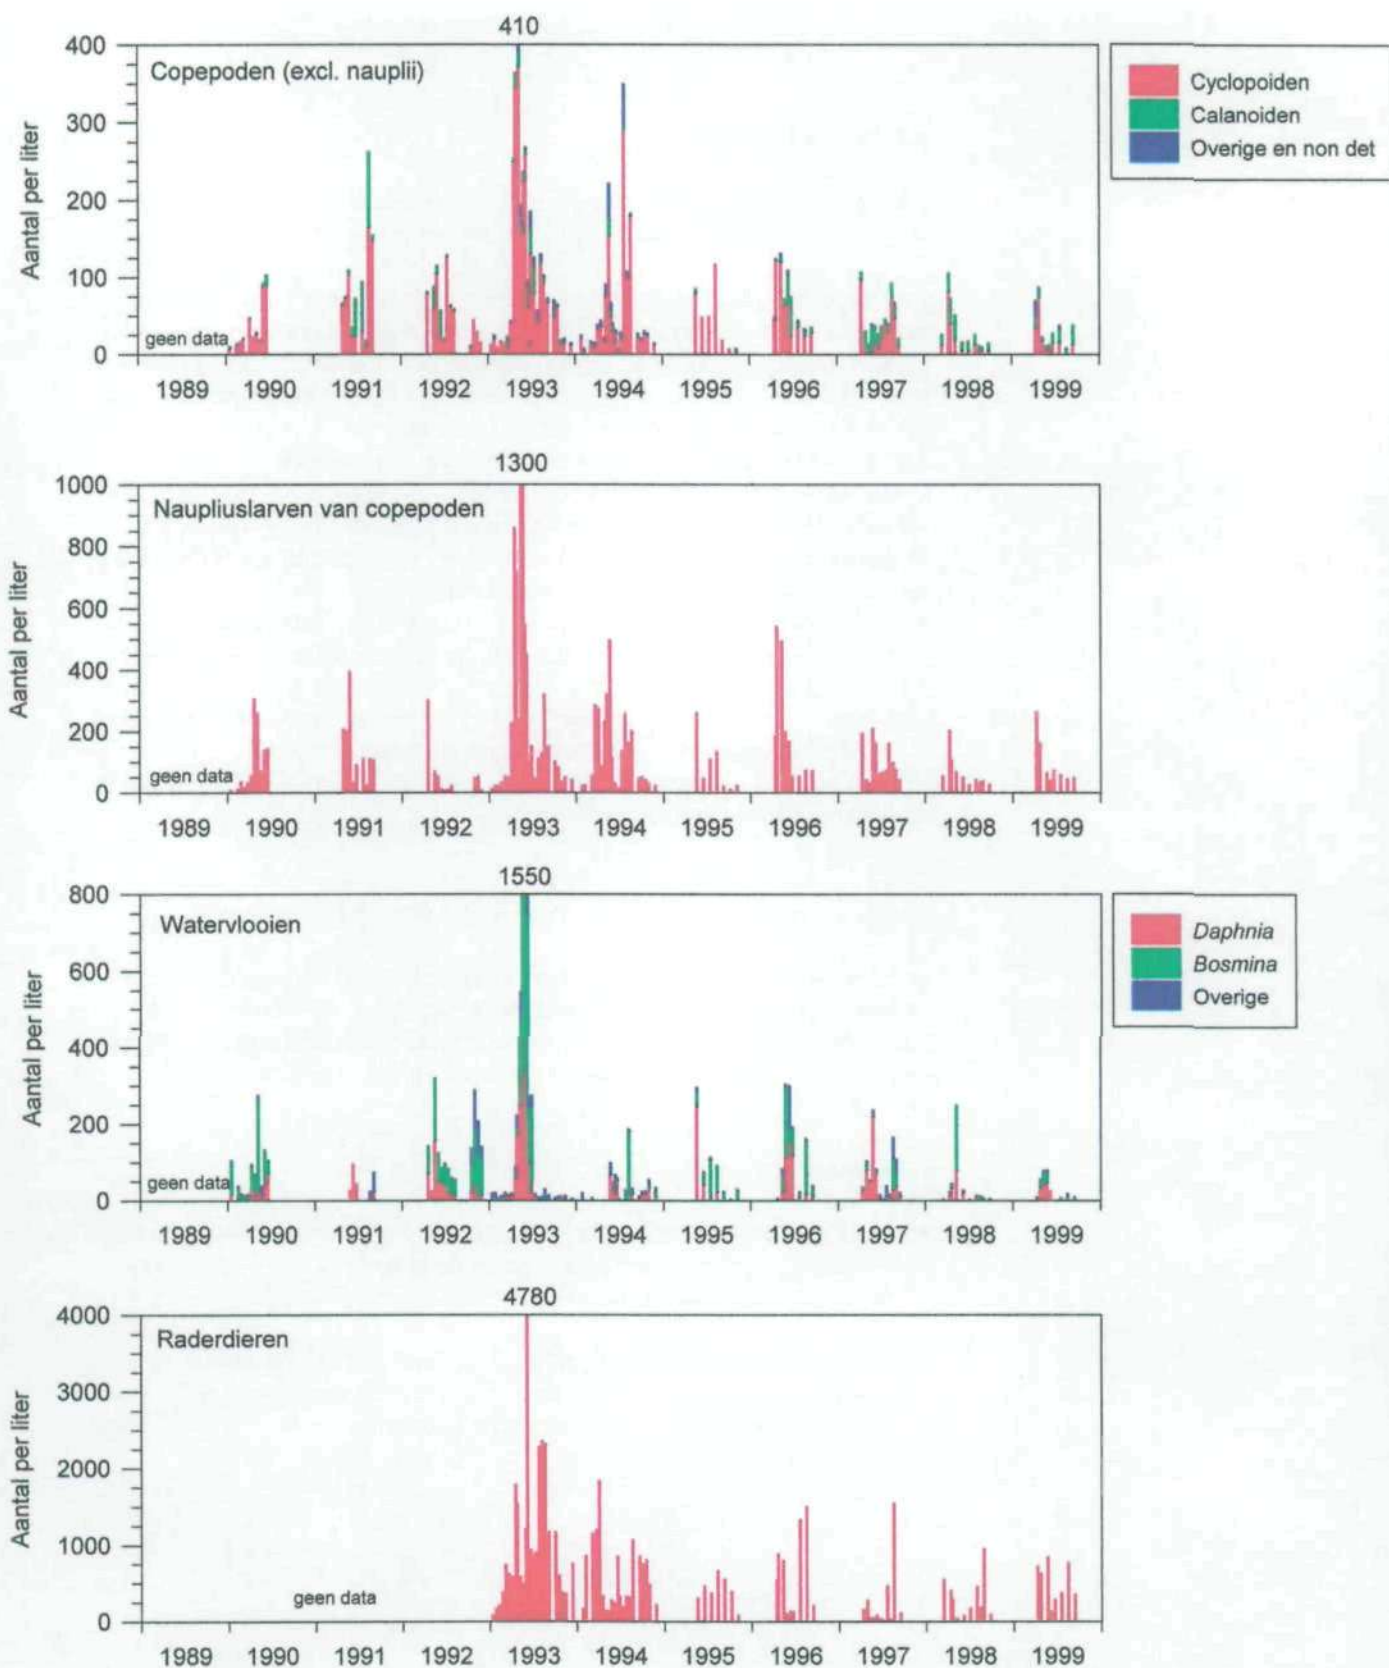 410
400
300
200
100
0
Aantal per liter
Copepoden (excl. nauplii)
geen data
1989 1990 1991 1992 1993 1994 1995 1996 1997 1998 1999
Cyclopoiden
Calanoiden
Overige en non det
1300
1000
800
600
400
200
0
Aantal per liter
Naupliuslarven van copepoden
geen data
1989 1990 1991 1992 1993 1994 1995 1996 1997 1998 1999
1550
800
600
400
200
0
Aantal per liter
Watervlooien
geen data
1989 1990 1991 1992 1993 1994 1995 1996 1997 1998 1999
Daphnia
Bosmina
Overige
4780
4000
3000
2000
1000
0
Aantal per liter
Raderdieren
geen data
1989 1990 1991 1992 1993 1994 1995 1996 1997 1998 1999